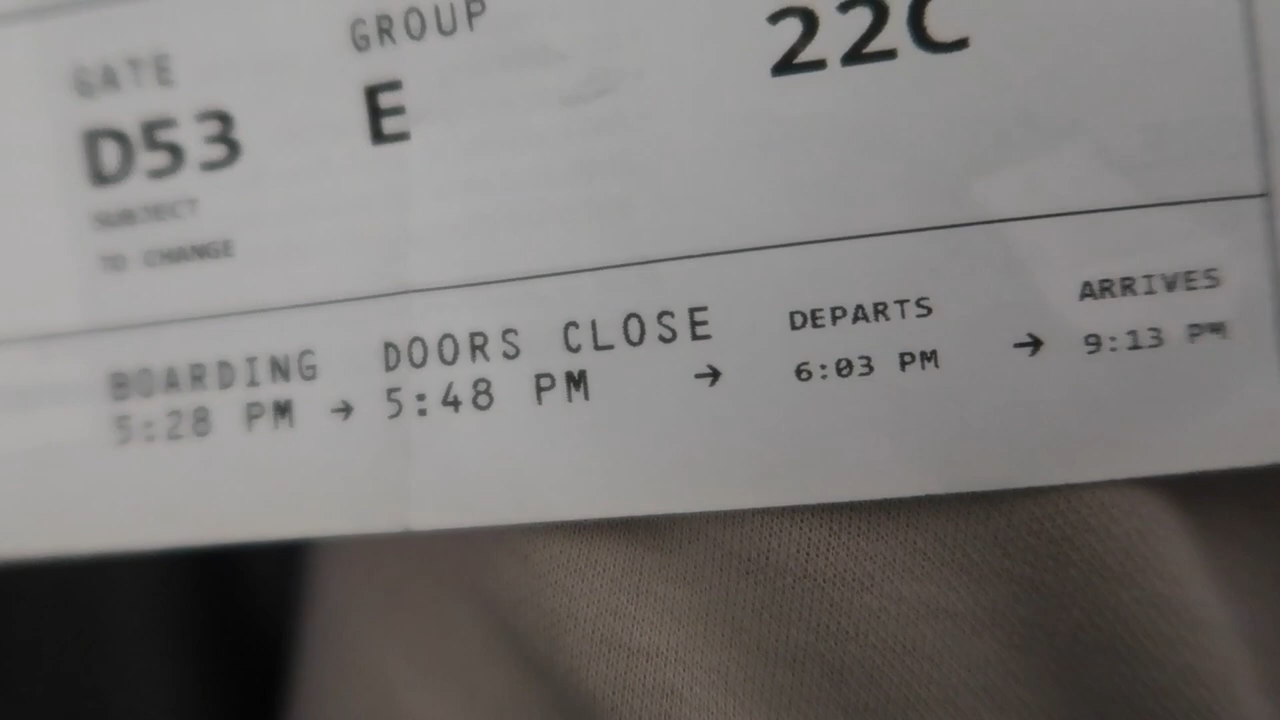 GATE GROUP
D53 E 22C
SUBJECT
TO CHANGE
BOARDING DOORS CLOSE DEPARTS ARRIVES
5:28 PM → 5:48 PM → 6:03 PM → 9:13 PM